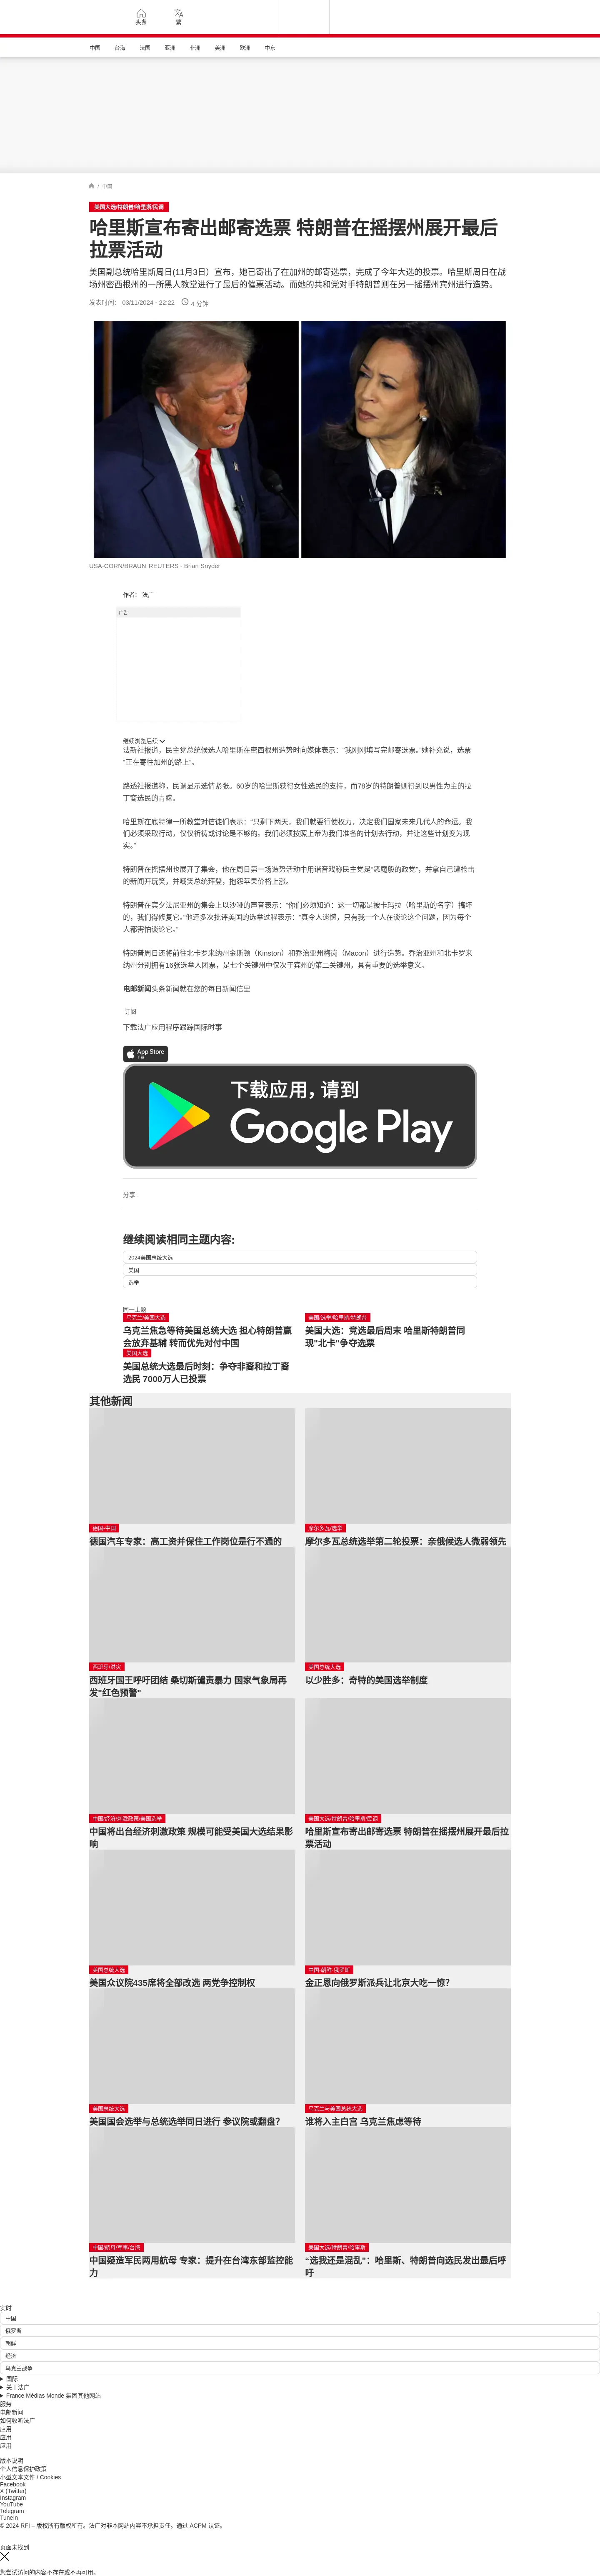 头条
繁
中国
台海
法国
亚洲
非洲
美洲
欧洲
中东
/ 中国
美国大选/特朗普/哈里斯/民调
哈里斯宣布寄出邮寄选票 特朗普在摇摆州展开最后
拉票活动
美国副总统哈里斯周日(11月3日）宣布，她已寄出了在加州的邮寄选票，完成了今年大选的投票。哈里斯周日在战
场州密西根州的一所黑人教堂进行了最后的催票活动。而她的共和党对手特朗普则在另一摇摆州宾州进行造势。
发表时间： 03/11/2024 - 22:22
4 分钟
USA-CORN/BRAUN REUTERS - Brian Snyder
作者： 法广
广告
继续浏览后续
法新社报道，民主党总统候选人哈里斯在密西根州造势时向媒体表示：“我刚刚填写完邮寄选票。”她补充说，选票
“正在寄往加州的路上”。
路透社报道称，民调显示选情紧张。60岁的哈里斯获得女性选民的支持，而78岁的特朗普则得到以男性为主的拉
丁裔选民的青睐。
哈里斯在底特律一所教堂对信徒们表示：“只剩下两天，我们就要行使权力，决定我们国家未来几代人的命运。我
们必须采取行动，仅仅祈祷或讨论是不够的。我们必须按照上帝为我们准备的计划去行动，并让这些计划变为现
实。”
特朗普在摇摆州也展开了集会，他在周日第一场造势活动中用谐音戏称民主党是“恶魔般的政党”，并拿自己遭枪击
的新闻开玩笑，并嘲笑总统拜登，抱怨苹果价格上涨。
特朗普在宾夕法尼亚州的集会上以沙哑的声音表示：“你们必须知道：这一切都是被卡玛拉（哈里斯的名字）搞坏
的，我们得修复它。”他还多次批评美国的选举过程表示：“真令人遗憾，只有我一个人在谈论这个问题，因为每个
人都害怕谈论它。”
特朗普周日还将前往北卡罗来纳州金斯顿（Kinston）和乔治亚州梅岗（Macon）进行造势。乔治亚州和北卡罗来
纳州分别拥有16张选举人团票，是七个关键州中仅次于宾州的第二关键州，具有重要的选举意义。
电邮新闻头条新闻就在您的每日新闻信里
订阅
下载法广应用程序跟踪国际时事
App Store
下载
下载应用，请到
Google Play
分享 :
继续阅读相同主题内容:
2024美国总统大选
美国
选举
同一主题
乌克兰/美国大选
乌克兰焦急等待美国总统大选 担心特朗普赢
会放弃基辅 转而优先对付中国
美国/选举/哈里斯/特朗普
美国大选：竞选最后周末 哈里斯特朗普同
现"北卡"争夺选票
美国大选
美国总统大选最后时刻：争夺非裔和拉丁裔
选民 7000万人已投票
其他新闻
德国-中国
德国汽车专家：高工资并保住工作岗位是行不通的
摩尔多瓦/选举
摩尔多瓦总统选举第二轮投票：亲俄候选人微弱领先
西班牙/洪灾
西班牙国王呼吁团结 桑切斯谴责暴力 国家气象局再
发"红色预警"
美国总统大选
以少胜多：奇特的美国选举制度
中国/经济/刺激政策/美国选举
中国将出台经济刺激政策 规模可能受美国大选结果影
响
美国大选/特朗普/哈里斯/民调
哈里斯宣布寄出邮寄选票 特朗普在摇摆州展开最后拉
票活动
美国总统大选
美国众议院435席将全部改选 两党争控制权
中国-朝鲜-俄罗斯
金正恩向俄罗斯派兵让北京大吃一惊？
美国总统大选
美国国会选举与总统选举同日进行 参议院或翻盘？
乌克兰与美国总统大选
谁将入主白宫 乌克兰焦虑等待
中国/航母/军事/台湾
中国疑造军民两用航母 专家：提升在台湾东部监控能
力
美国大选/特朗普/哈里斯
“选我还是混乱"：哈里斯、特朗普向选民发出最后呼
吁
实时
中国
俄罗斯
朝鲜
经济
乌克兰战争
国际
关于法广
France Médias Monde 集团其他网站
服务
电邮新闻
如何收听法广
应用
应用
应用
版本说明
个人信息保护政策
小型文本文件 / Cookies
Facebook
X (Twitter)
Instagram
YouTube
Telegram
TuneIn
© 2024 RFI – 版权所有版权所有。法广对非本网站内容不承担责任。通过 ACPM 认证。
页面未找到
您尝试访问的内容不存在或不再可用。